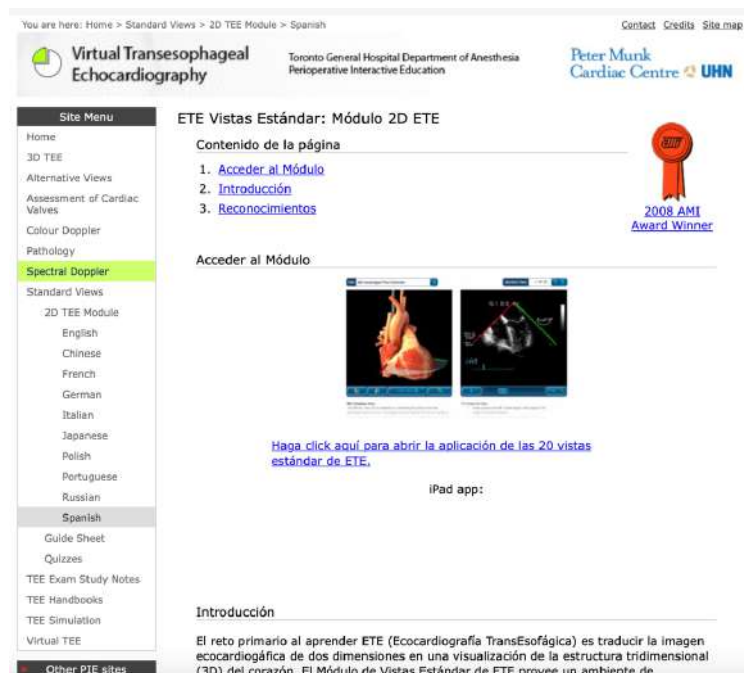 You are here: Home > Standard Views > 2D TEE Module > Spanish
Contact Credits Site map
Virtual Transesophageal
Echocardiography
Toronto General Hospital Department of Anesthesia
Perioperative Interactive Education
Peter Munk
Cardiac Centre UHN
Site Menu
Home
3D TEE
Alternative Views
Assessment of Cardiac
Valves
Colour Doppler
Pathology
Spectral Doppler
Standard Views
2D TEE Module
English
Chinese
French
German
Italian
Japanese
Polish
Portuguese
Russian
Spanish
Guide Sheet
Quizzes
TEE Exam Study Notes
TEE Handbooks
TEE Simulation
Virtual TEE
Other PIE sites
ETE Vistas Estándar: Módulo 2D ETE
Contenido de la página
1. Acceder al Módulo
2. Introducción
3. Reconocimientos
2008 AMI
Award Winner
Acceder al Módulo
Haga click aquí para abrir la aplicación de las 20 vistas
estándar de ETE.
iPad app:
Introducción
El reto primario al aprender ETE (Ecocardiografía TransEsofágica) es traducir la imagen
ecocardiogáfica de dos dimensiones en una visualización de la estructura tridimensional
(3D) del corazón. El Módulo de Vistas Estándar de ETE provee un ambiente de